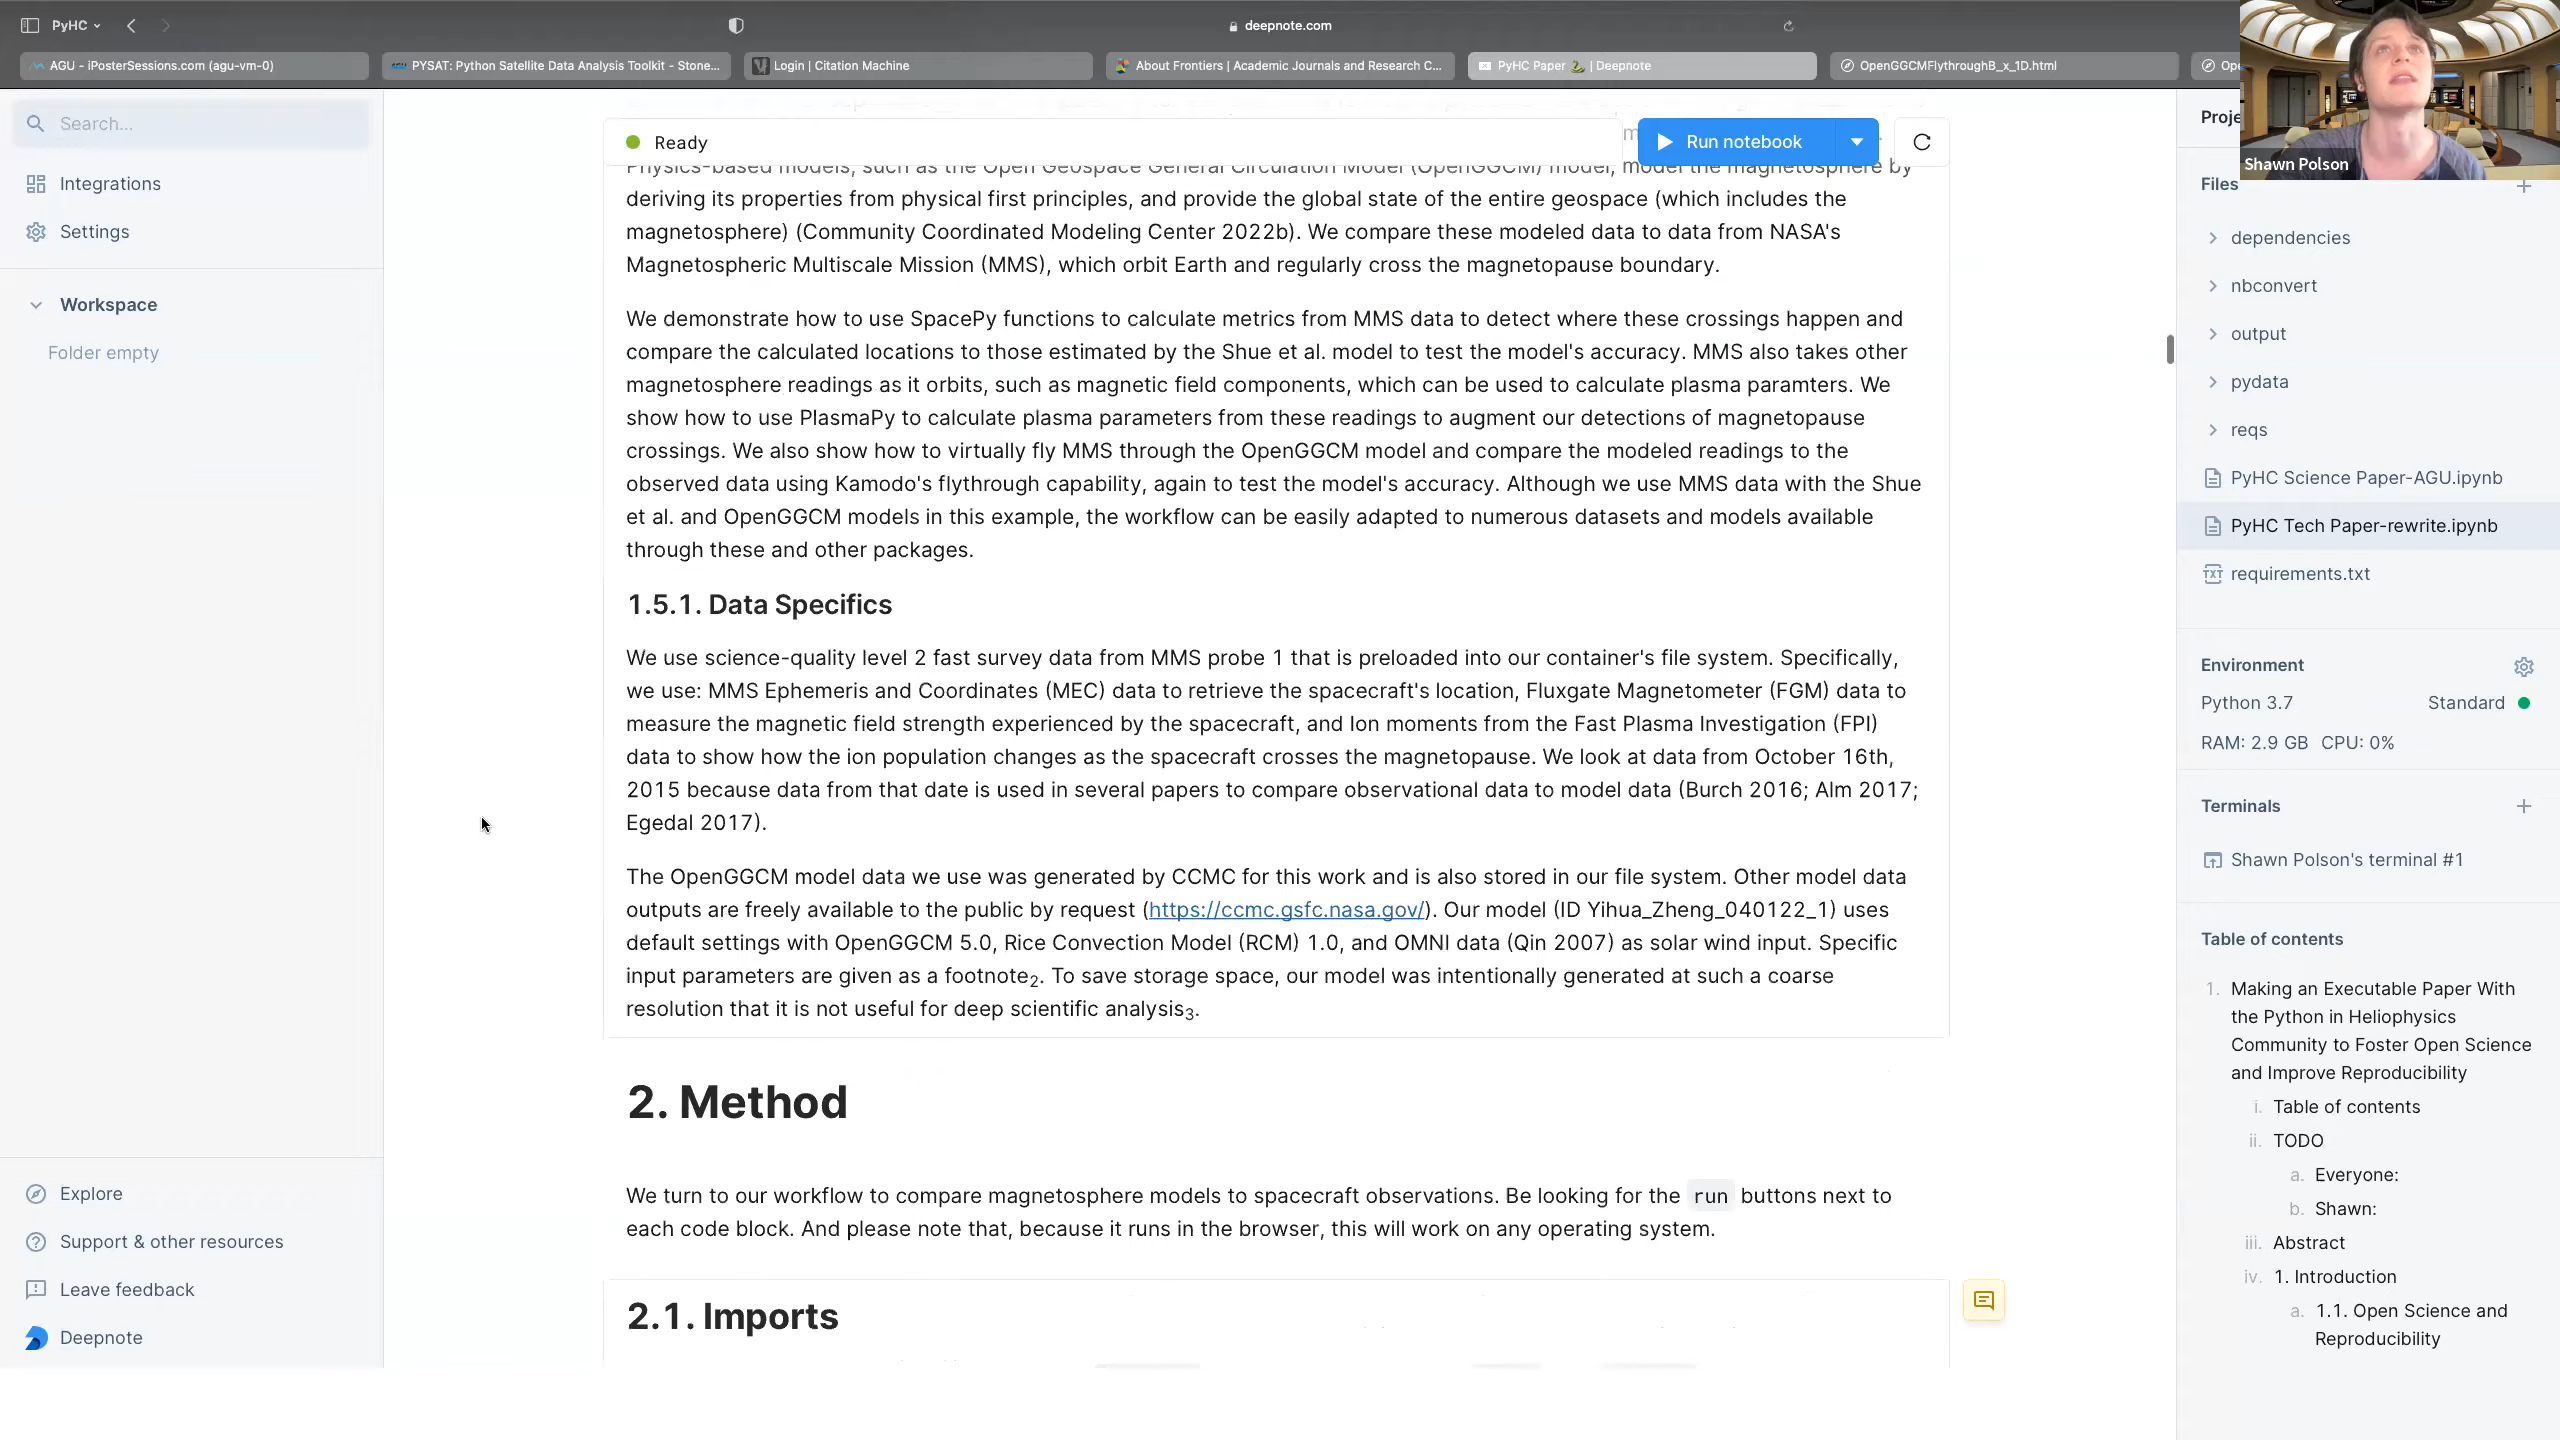 PyHC
deepnote.com
AGU - iPosterSessions.com (agu-vm-0)
PYSAT: Python Satellite Data Analysis Toolkit - Stone...
Login | Citation Machine
About Frontiers | Academic Journals and Research C...
PyHC Paper 🐍 | Deepnote
OpenGGCMFlythroughB_x_1D.html
Ope
Shawn Polson
Search...
Integrations
Settings
Workspace
Folder empty
Explore
Support & other resources
Leave feedback
Deepnote
Ready
Run notebook
Physics-based models, such as the Open Geospace General Circulation Model (OpenGGCM) model, model the magnetosphere by
deriving its properties from physical first principles, and provide the global state of the entire geospace (which includes the
magnetosphere) (Community Coordinated Modeling Center 2022b). We compare these modeled data to data from NASA's
Magnetospheric Multiscale Mission (MMS), which orbit Earth and regularly cross the magnetopause boundary.
We demonstrate how to use SpacePy functions to calculate metrics from MMS data to detect where these crossings happen and
compare the calculated locations to those estimated by the Shue et al. model to test the model's accuracy. MMS also takes other
magnetosphere readings as it orbits, such as magnetic field components, which can be used to calculate plasma paramters. We
show how to use PlasmaPy to calculate plasma parameters from these readings to augment our detections of magnetopause
crossings. We also show how to virtually fly MMS through the OpenGGCM model and compare the modeled readings to the
observed data using Kamodo's flythrough capability, again to test the model's accuracy. Although we use MMS data with the Shue
et al. and OpenGGCM models in this example, the workflow can be easily adapted to numerous datasets and models available
through these and other packages.
1.5.1. Data Specifics
We use science-quality level 2 fast survey data from MMS probe 1 that is preloaded into our container's file system. Specifically,
we use: MMS Ephemeris and Coordinates (MEC) data to retrieve the spacecraft's location, Fluxgate Magnetometer (FGM) data to
measure the magnetic field strength experienced by the spacecraft, and Ion moments from the Fast Plasma Investigation (FPI)
data to show how the ion population changes as the spacecraft crosses the magnetopause. We look at data from October 16th,
2015 because data from that date is used in several papers to compare observational data to model data (Burch 2016; Alm 2017;
Egedal 2017).
The OpenGGCM model data we use was generated by CCMC for this work and is also stored in our file system. Other model data
outputs are freely available to the public by request (https://ccmc.gsfc.nasa.gov/). Our model (ID Yihua_Zheng_040122_1) uses
default settings with OpenGGCM 5.0, Rice Convection Model (RCM) 1.0, and OMNI data (Qin 2007) as solar wind input. Specific
input parameters are given as a footnote2. To save storage space, our model was intentionally generated at such a coarse
resolution that it is not useful for deep scientific analysis3.
2. Method
We turn to our workflow to compare magnetosphere models to spacecraft observations. Be looking for the run buttons next to
each code block. And please note that, because it runs in the browser, this will work on any operating system.
2.1. Imports
Proje
Files
dependencies
nbconvert
output
pydata
reqs
PyHC Science Paper-AGU.ipynb
PyHC Tech Paper-rewrite.ipynb
requirements.txt
Environment
Python 3.7
Standard
RAM: 2.9 GB CPU: 0%
Terminals
Shawn Polson's terminal #1
Table of contents
1. Making an Executable Paper With
the Python in Heliophysics
Community to Foster Open Science
and Improve Reproducibility
i. Table of contents
ii. TODO
a. Everyone:
b. Shawn:
iii. Abstract
iv. 1. Introduction
a. 1.1. Open Science and
Reproducibility